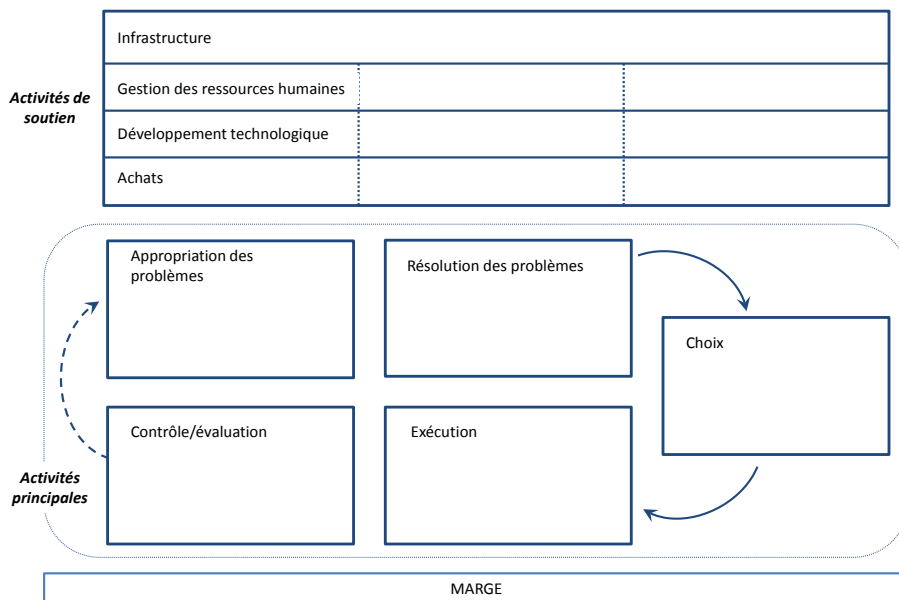 Infrastructure
Activités de
soutien
Gestion des ressources humaines
Développement technologique
Achats
Appropriation des
problèmes
Résolution des problèmes
Choix
Contrôle/évaluation
Exécution
Activités
principales
MARGE